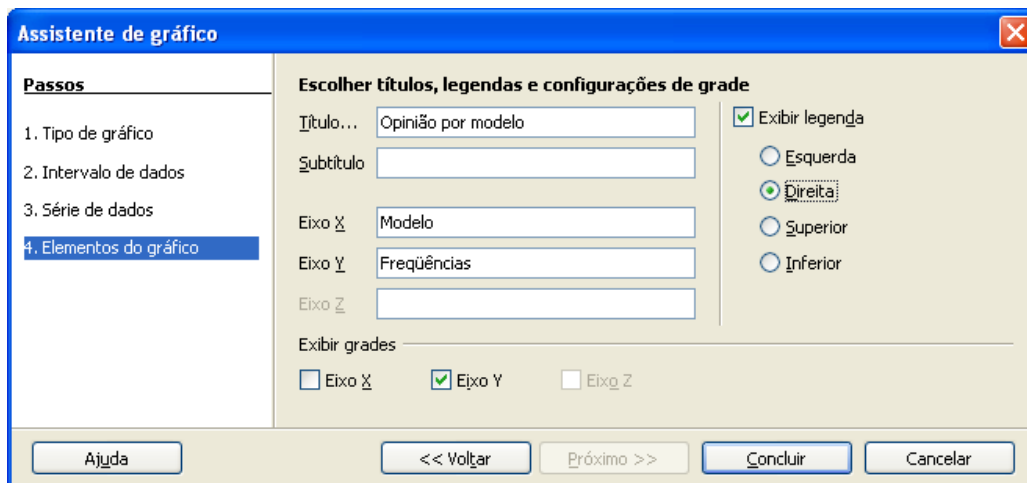 Assistente de gráfico
Passos
1. Tipo de gráfico
2. Intervalo de dados
3. Série de dados
4. Elementos do gráfico
Escolher títulos, legendas e configurações de grade
Título... Opinião por modelo
Subtítulo
Eixo X Modelo
Eixo Y Freqüências
Eixo Z
Exibir legenda
Esquerda
Direita
Superior
Inferior
Exibir grades
Eixo X Eixo Y Eixo Z
Ajuda << Voltar Próximo >> Concluir Cancelar